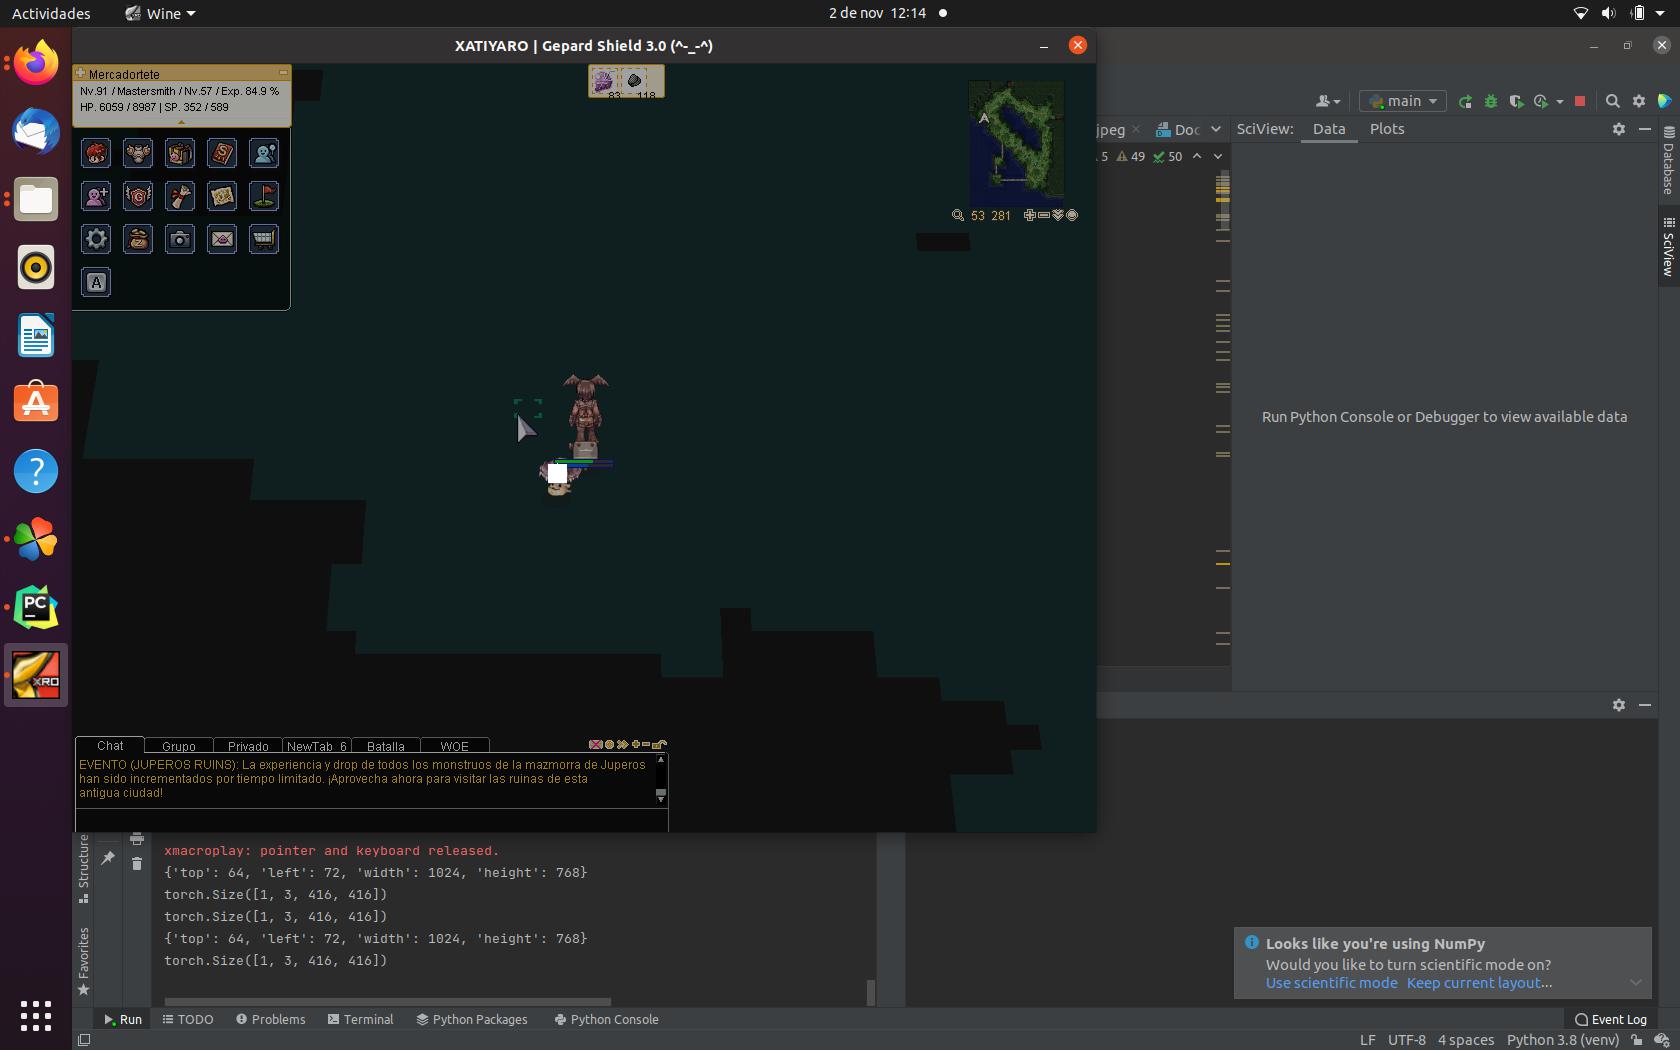 Actividades
Wine
2 de nov 12:14
XATIYARO | Gepard Shield 3.0 (^-_-^)
Mercadortete
Nv.91 / Mastersmith / Nv.57 / Exp. 84.9 %
HP. 6059 / 8987 | SP. 352 / 589
83 118
A
53 281
main
jpeg
Doc
SciView:
Data
Plots
5 49 50
Database
SciView
Run Python Console or Debugger to view available data
PC
XRO
Chat
Grupo
Privado
NewTab_6
Batalla
WOE
EVENTO (JUPEROS RUINS): La experiencia y drop de todos los monstruos de la mazmorra de Juperos
han sido incrementados por tiempo limitado. ¡Aprovecha ahora para visitar las ruinas de esta
antigua ciudad!
Structure
Favorites
xmacroplay: pointer and keyboard released.
{'top': 64, 'left': 72, 'width': 1024, 'height': 768}
torch.Size([1, 3, 416, 416])
torch.Size([1, 3, 416, 416])
{'top': 64, 'left': 72, 'width': 1024, 'height': 768}
torch.Size([1, 3, 416, 416])
Looks like you're using NumPy
Would you like to turn scientific mode on?
Use scientific mode Keep current layout...
Run
TODO
Problems
Terminal
Python Packages
Python Console
Event Log
LF UTF-8 4 spaces Python 3.8 (venv)